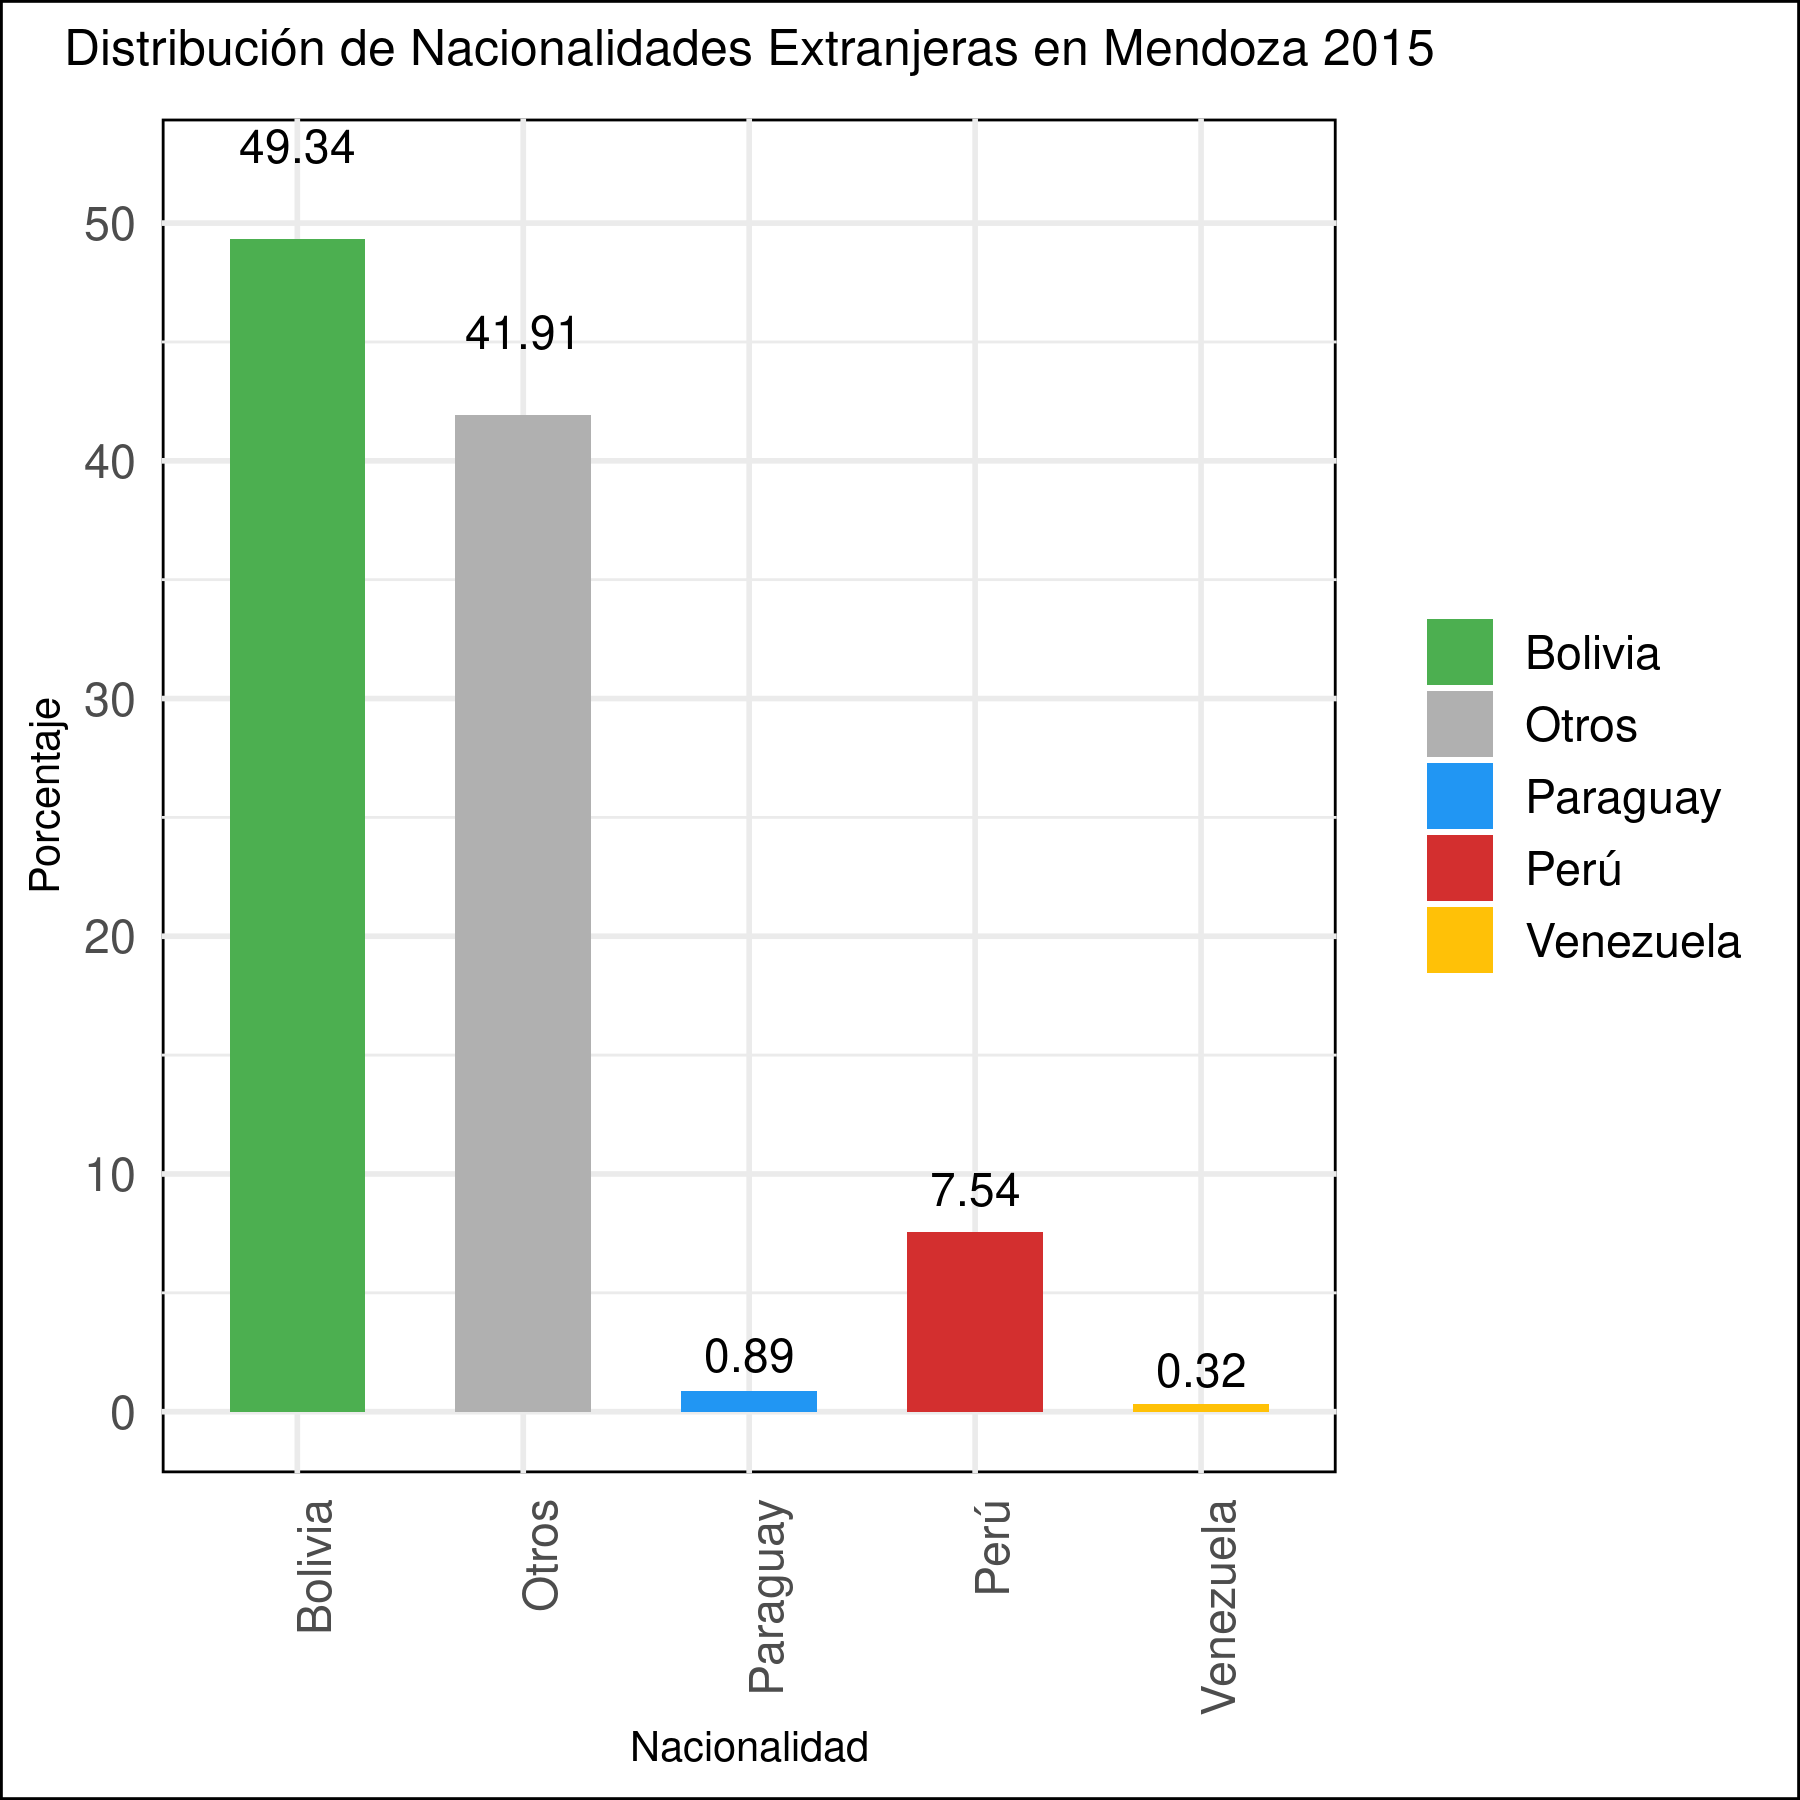 Distribución de Nacionalidades Extranjeras en Mendoza 2015
49.34
41.91
0.89
7.54
0.32
50
40
30
20
10
0
Porcentaje
Bolivia
Otros
Paraguay
Perú
Venezuela
Nacionalidad
Bolivia
Otros
Paraguay
Perú
Venezuela